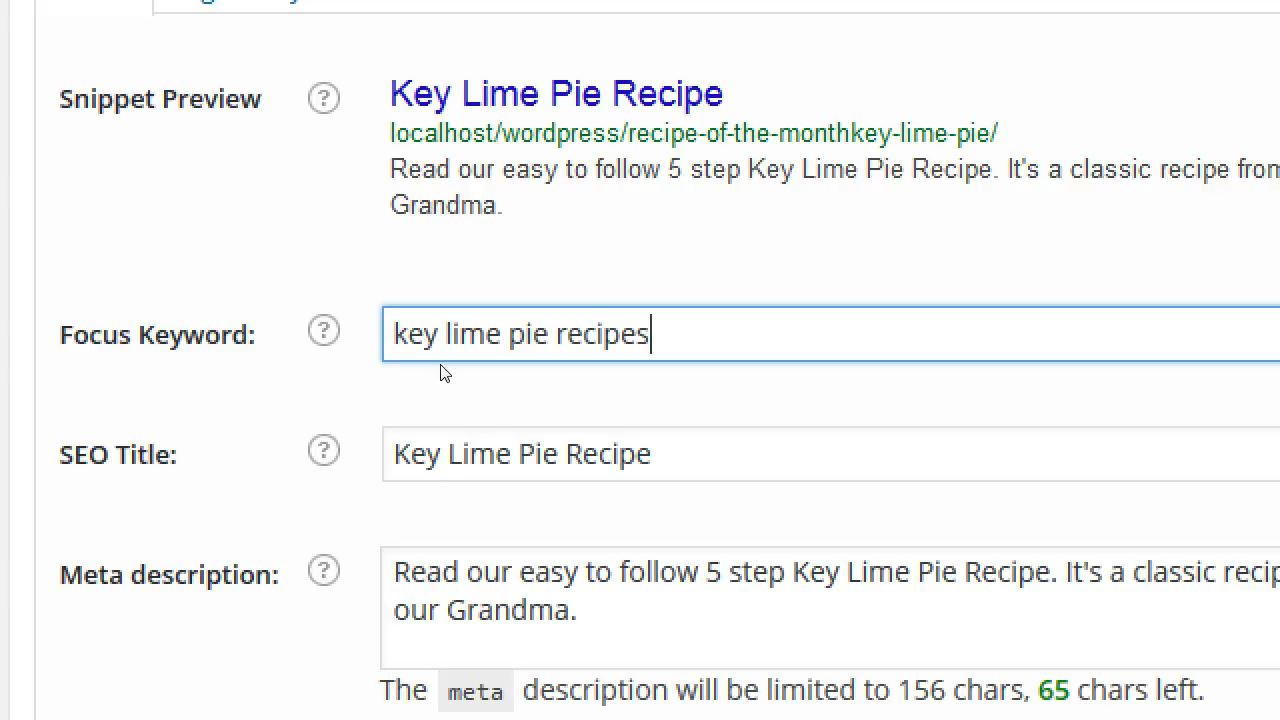 Snippet Preview ? Key Lime Pie Recipe
localhost/wordpress/recipe-of-the-monthkey-lime-pie/
Read our easy to follow 5 step Key Lime Pie Recipe. It's a classic recipe from
Grandma.
Focus Keyword: ? key lime pie recipes
SEO Title: ? Key Lime Pie Recipe
Meta description: ? Read our easy to follow 5 step Key Lime Pie Recipe. It's a classic recip
our Grandma.
The meta description will be limited to 156 chars, 65 chars left.